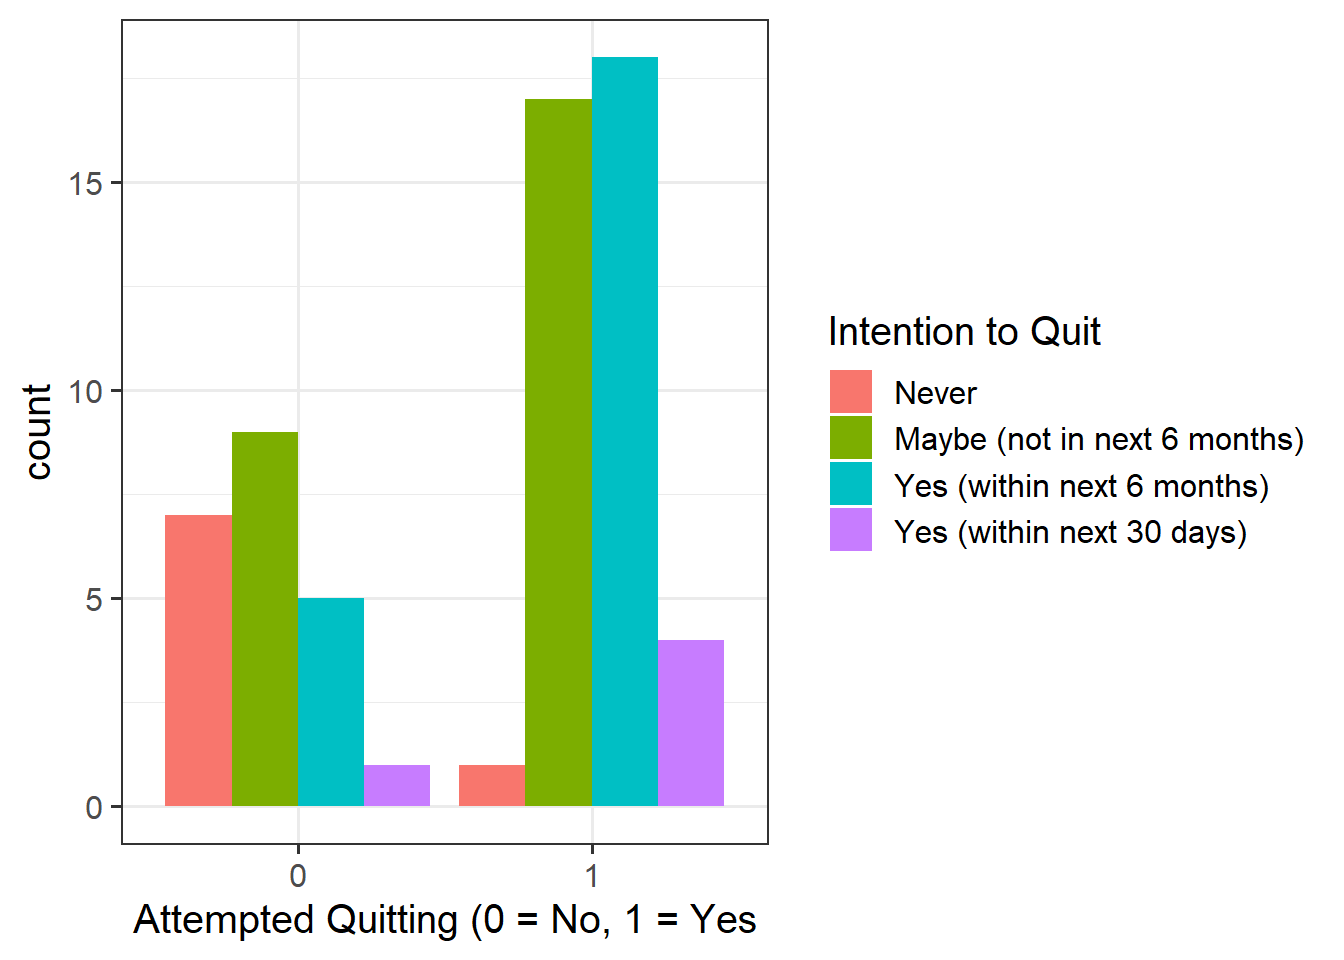 count
15
10
5
0
0
1
Attempted Quitting (0 = No, 1 = Yes
Intention to Quit
Never
Maybe (not in next 6 months)
Yes (within next 6 months)
Yes (within next 30 days)